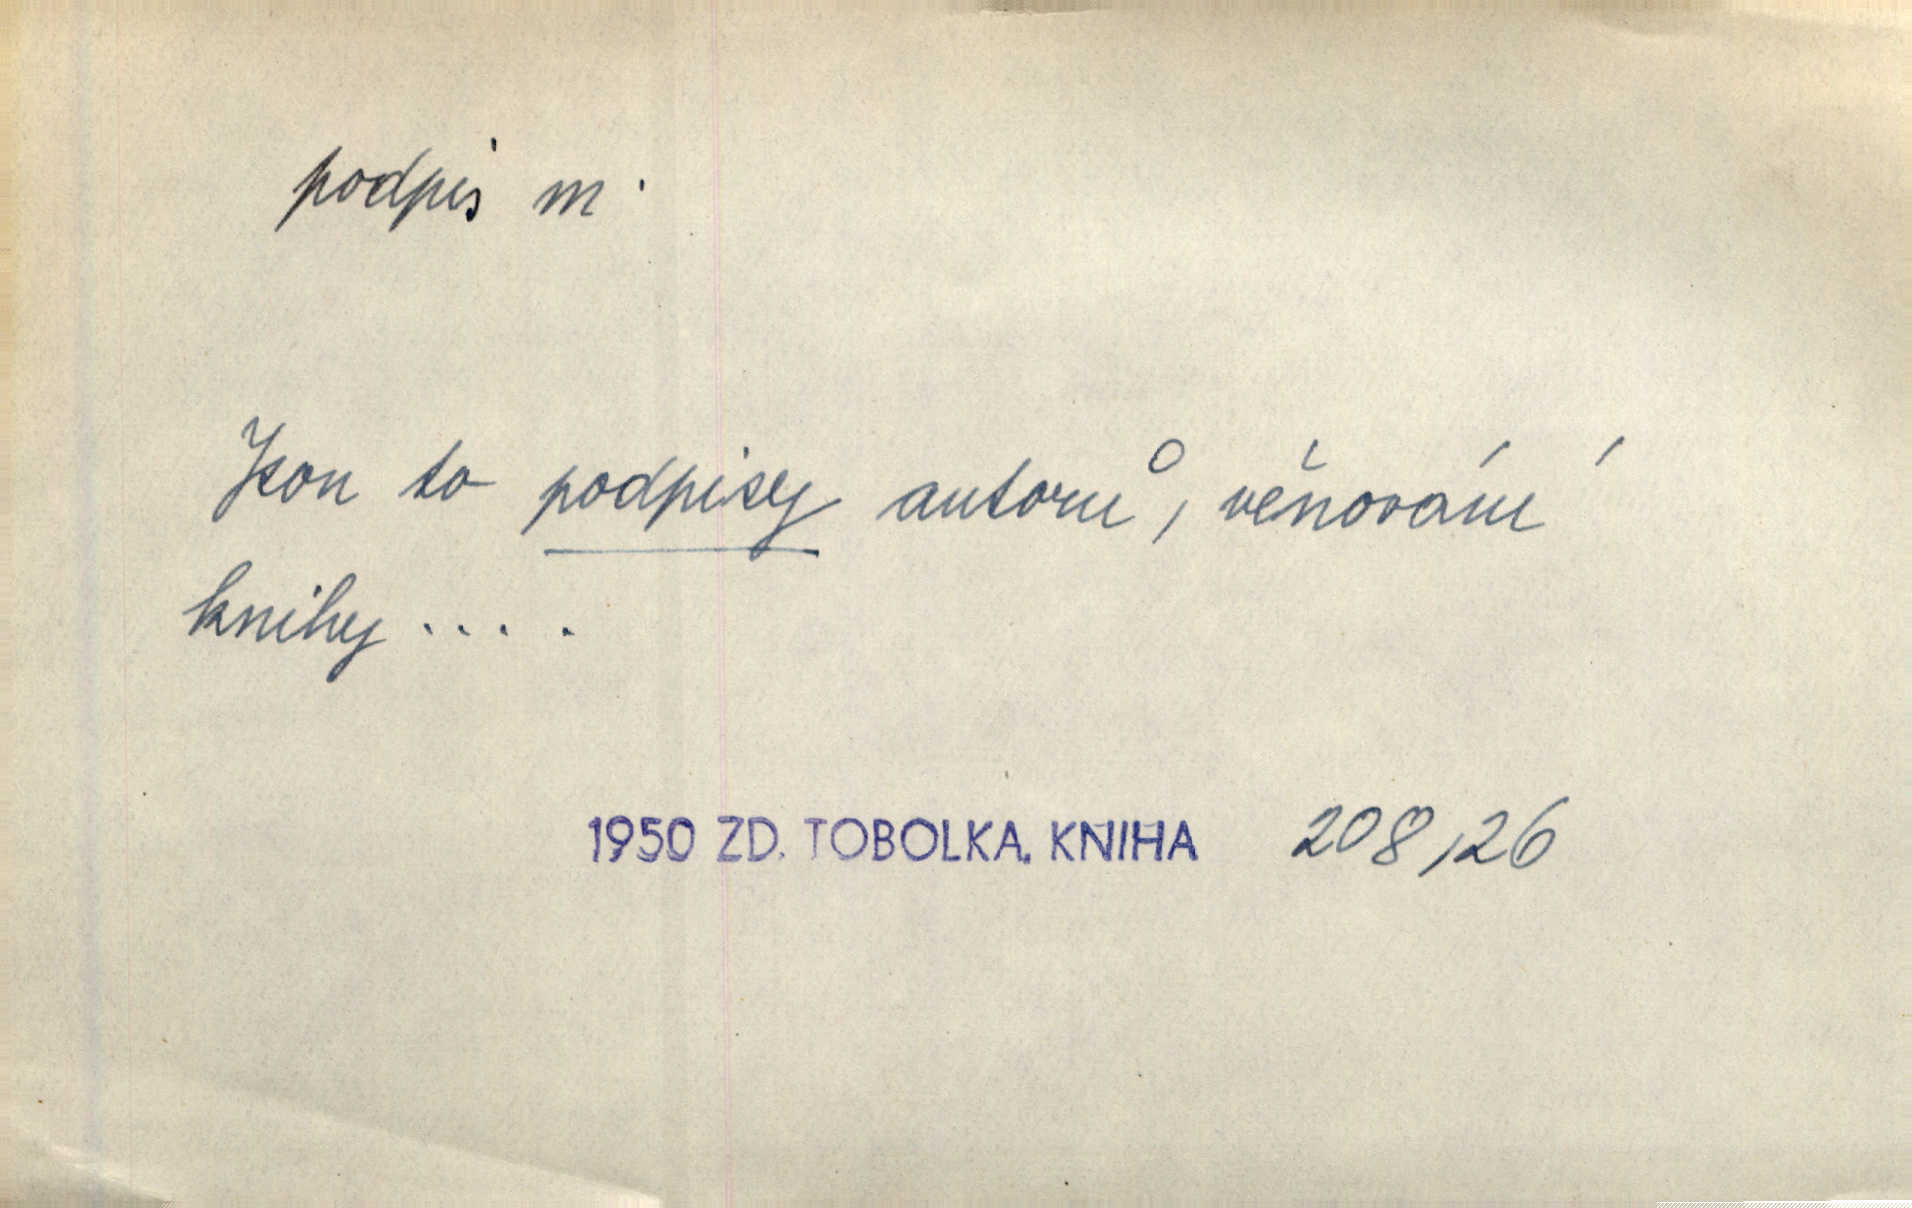 podpis m.
Jsou to podpisy autorů, věnování
knihy....
1950 ZD. TOBOLKA, KNIHA 208,26